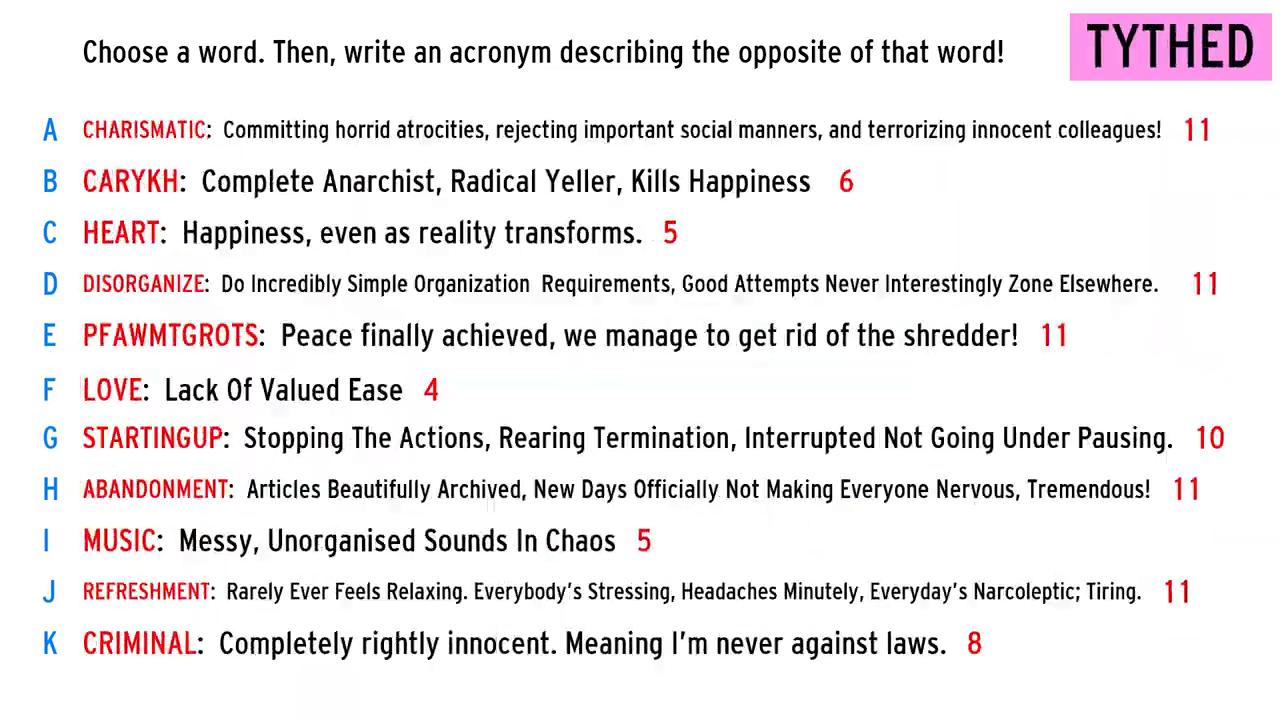 Choose a word. Then, write an acronym describing the opposite of that word!
TYTHED
A CHARISMATIC: Committing horrid atrocities, rejecting important social manners, and terrorizing innocent colleagues! 11
B CARYKH: Complete Anarchist, Radical Yeller, Kills Happiness 6
C HEART: Happiness, even as reality transforms. 5
D DISORGANIZE: Do Incredibly Simple Organization Requirements, Good Attempts Never Interestingly Zone Elsewhere. 11
E PFAWMTGROTS: Peace finally achieved, we manage to get rid of the shredder! 11
F LOVE: Lack Of Valued Ease 4
G STARTINGUP: Stopping The Actions, Rearing Termination, Interrupted Not Going Under Pausing. 10
H ABANDONMENT: Articles Beautifully Archived, New Days Officially Not Making Everyone Nervous, Tremendous! 11
I MUSIC: Messy, Unorganised Sounds In Chaos 5
J REFRESHMENT: Rarely Ever Feels Relaxing. Everybody's Stressing, Headaches Minutely, Everyday's Narcoleptic; Tiring. 11
K CRIMINAL: Completely rightly innocent. Meaning I'm never against laws. 8